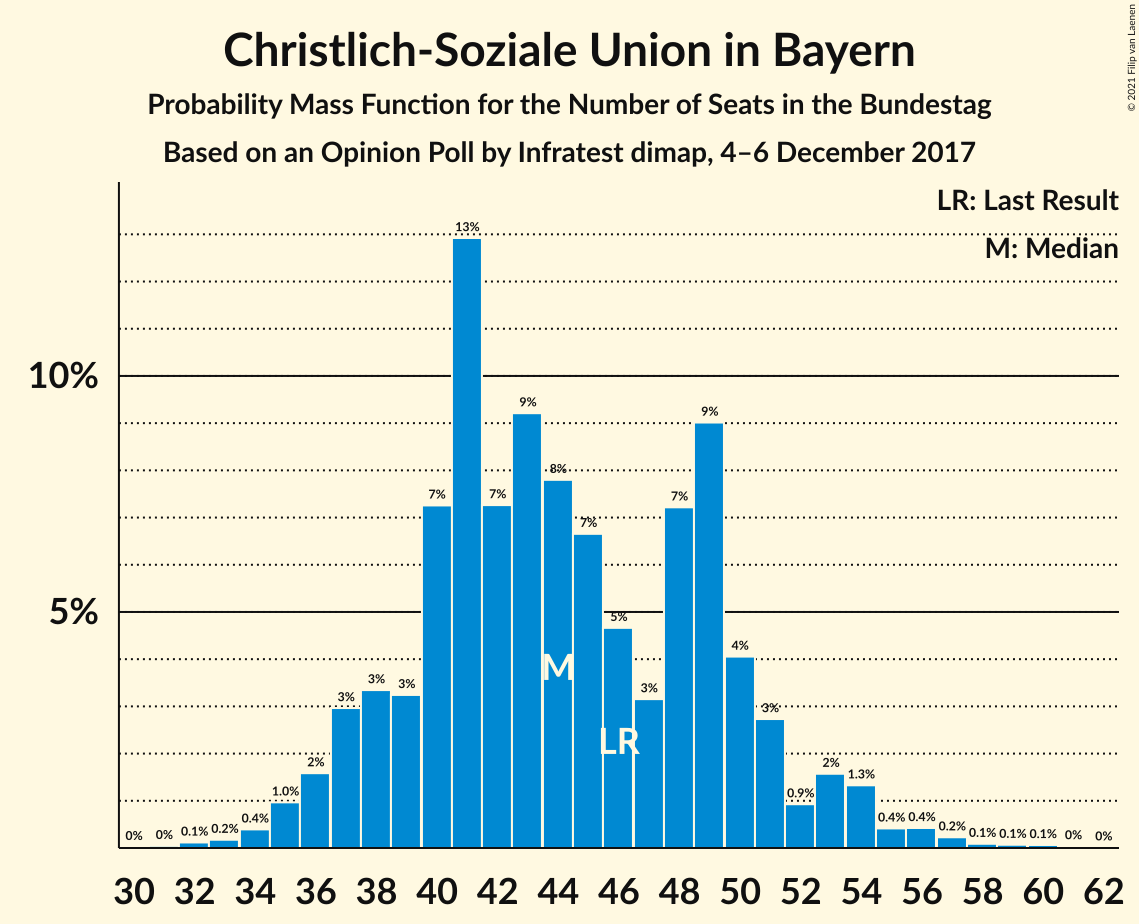 © 2021 Filip van Laenen
Christlich-Soziale Union in Bayern
Probability Mass Function for the Number of Seats in the Bundestag
Based on an Opinion Poll by Infratest dimap, 4–6 December 2017
LR: Last Result
M: Median
10%
5%
0% 0% 0.1% 0.2% 0.4% 1.0% 2% 3% 3% 3% 7% 13% 7% 9% 8% 7% 5% 3% 7% 9% 4% 3% 0.9% 2% 1.3% 0.4% 0.4% 0.2% 0.1% 0.1% 0.1% 0% 0%
M
LR
30 32 34 36 38 40 42 44 46 48 50 52 54 56 58 60 62